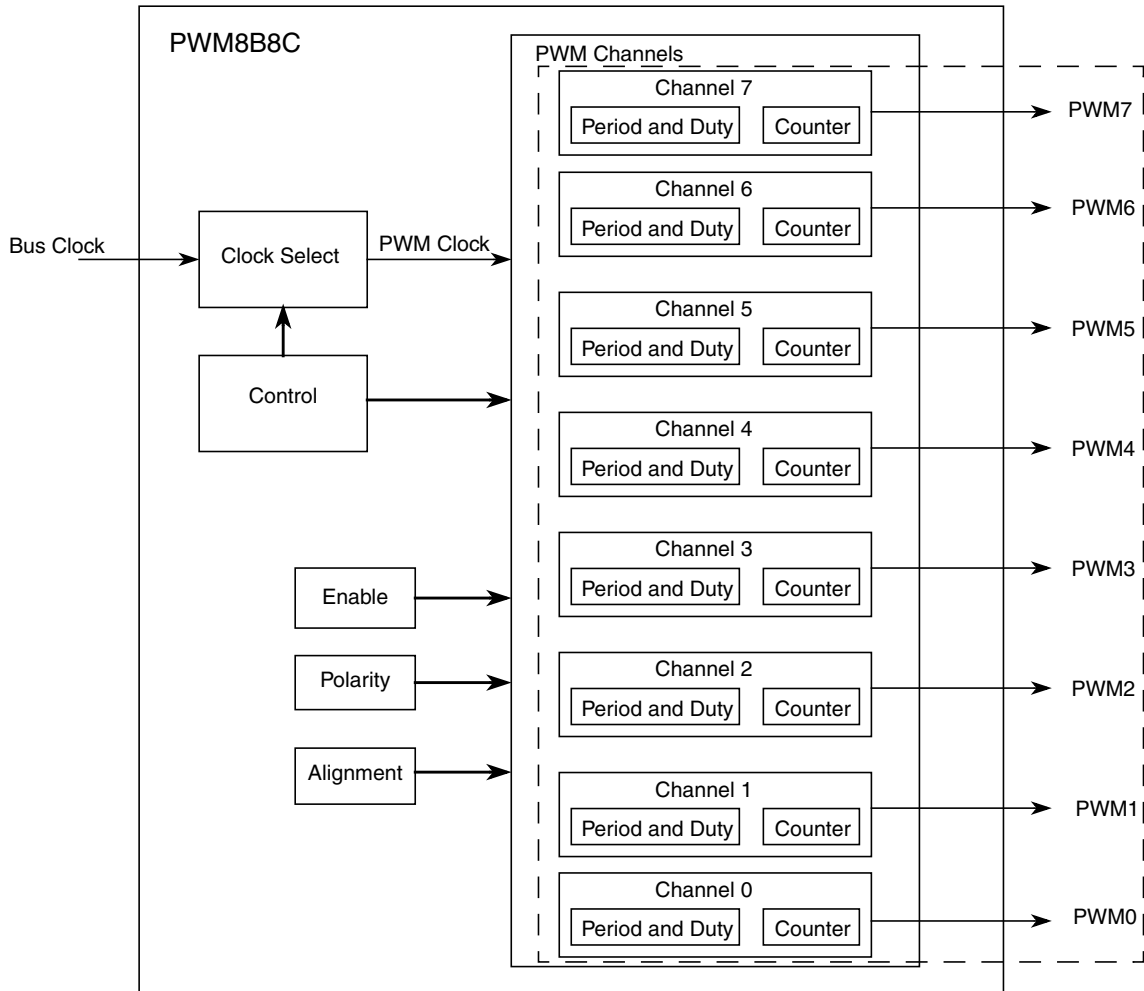 PWM8B8C
PWM Channels
Channel 7
Period and Duty
Counter
PWM7
Channel 6
Period and Duty
Counter
PWM6
Bus Clock
Clock Select
PWM Clock
Channel 5
Period and Duty
Counter
PWM5
Control
Channel 4
Period and Duty
Counter
PWM4
Channel 3
Period and Duty
Counter
PWM3
Enable
Polarity
Channel 2
Period and Duty
Counter
PWM2
Alignment
Channel 1
Period and Duty
Counter
PWM1
Channel 0
Period and Duty
Counter
PWM0